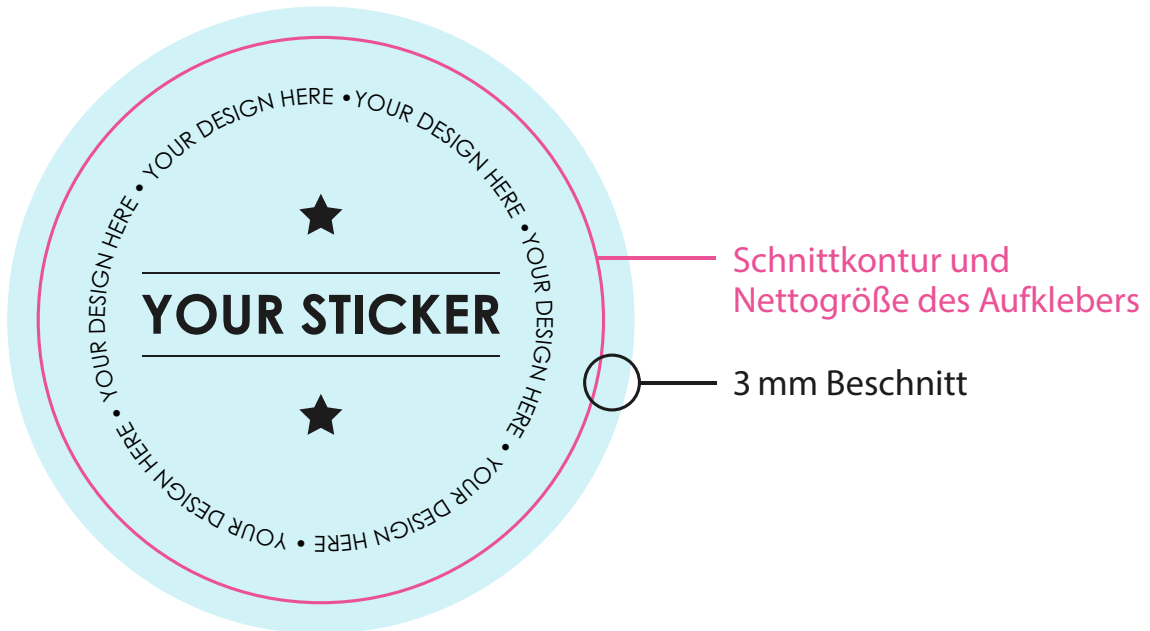 YOUR DESIGN HERE •YOUR DESIGN HERE •YOUR DESIGN HERE • YOUR DESIGN HERE • YOUR DESIGN HERE • YOUR DESIGN HERE •
YOUR STICKER
Schnittkontur und
Nettogröße des Aufklebers
3 mm Beschnitt